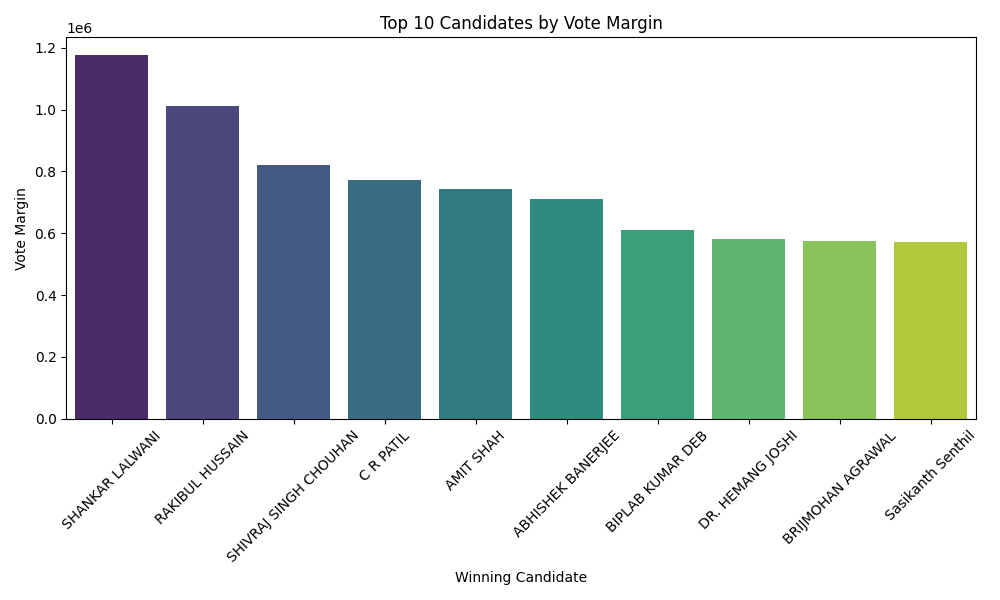 Top 10 Candidates by Vote Margin
1e6
1.2
1.0
0.8
0.6
0.4
0.2
0.0
Vote Margin
SHANKAR LALWANI
RAKIBUL HUSSAIN
SHIVRAJ SINGH CHOUHAN
C R PATIL
AMIT SHAH
ABHISHEK BANERJEE
BIPLAB KUMAR DEB
DR. HEMANG JOSHI
BRIJMOHAN AGRAWAL
Sasikanth Senthil
Winning Candidate